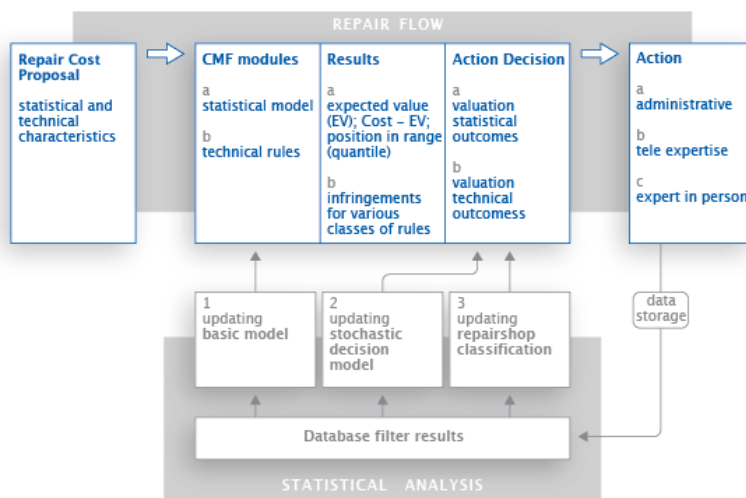 REPAIR FLOW
Repair Cost
Proposal
statistical and
technical
characteristics
CMF modules
a
statistical model
b
technical rules
Results
a
expected value
(EV); Cost – EV;
position in range
(quantile)
b
infringements
for various
classes of rules
Action Decision
a
valuation
statistical
outcomes
b
valuation
technical
outcomess
Action
a
administrative
b
tele expertise
c
expert in person
1
updating
basic model
2
updating
stochastic
decision
model
3
updating
repairshop
classification
data
storage
Database filter results
STATISTICAL ANALYSIS